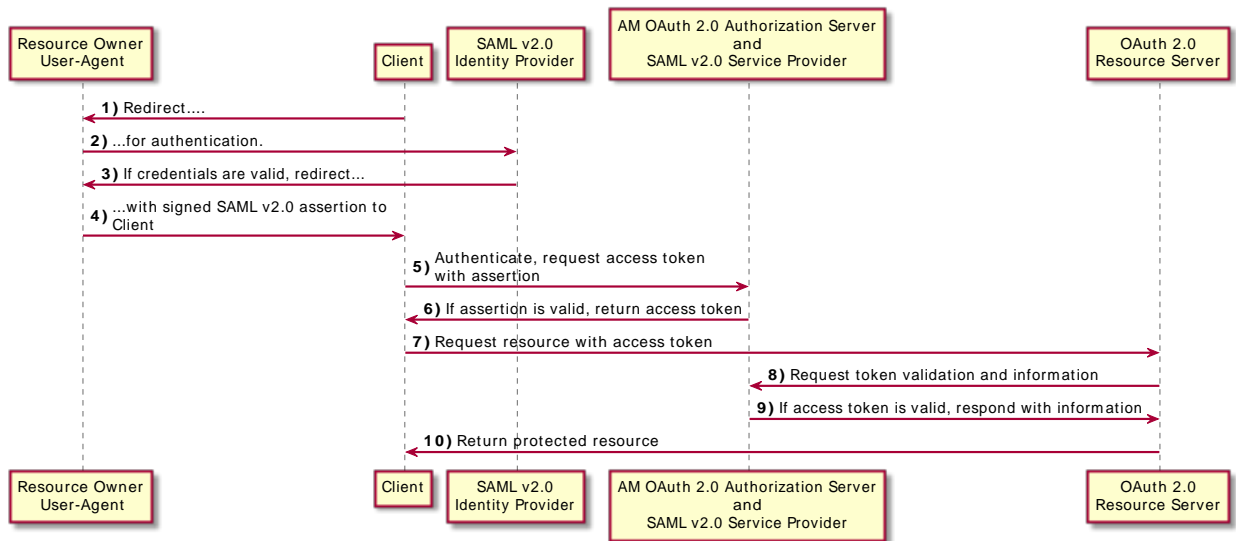 Resource Owner
User-Agent
Client
SAML v2.0
Identity Provider
AM OAuth 2.0 Authorization Server
and
SAML v2.0 Service Provider
OAuth 2.0
Resource Server
1) Redirect....
2) ...for authentication.
3) If credentials are valid, redirect...
4) ...with signed SAML v2.0 assertion to
Client
5) Authenticate, request access token
with assertion
6) If assertion is valid, return access token
7) Request resource with access token
8) Request token validation and information
9) If access token is valid, respond with information
10) Return protected resource
Resource Owner
User-Agent
Client
SAML v2.0
Identity Provider
AM OAuth 2.0 Authorization Server
and
SAML v2.0 Service Provider
OAuth 2.0
Resource Server